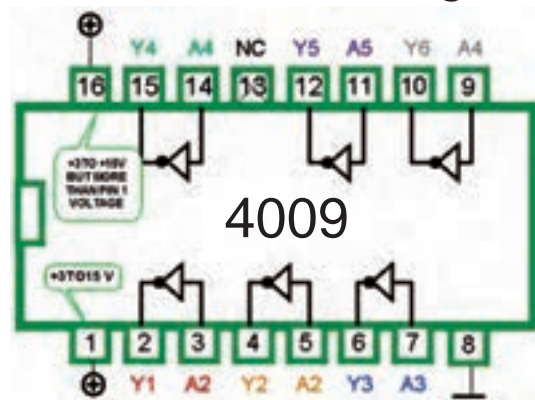 Y4 A4 NC Y5 A5 Y6 A4
16 15 14 13 12 11 10 9
+3TO +15V
BUT MORE
THAN PIN 1
VOLTAGE
4009
+3TO15 V
1 2 3 4 5 6 7 8
Y1 A2 Y2 A2 Y3 A3